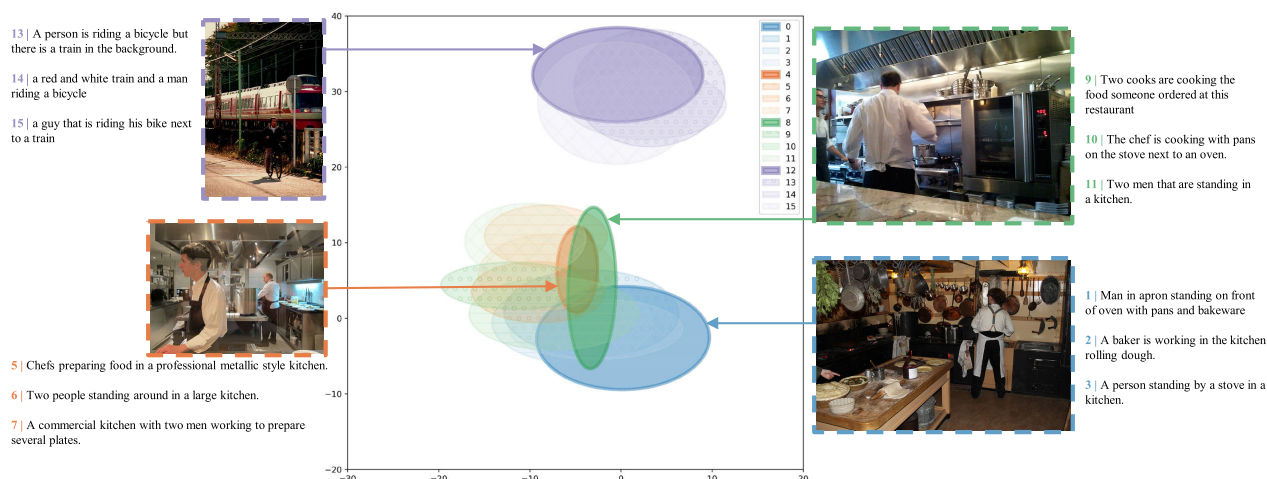 13 | A person is riding a bicycle but
there is a train in the background.
14 | a red and white train and a man
riding a bicycle
15 | a guy that is riding his bike next
to a train
5 | Chefs preparing food in a professional metallic style kitchen.
6 | Two people standing around in a large kitchen.
7 | A commercial kitchen with two men working to prepare
several plates.
40
30
20
10
0
−10
−20
−30
−20
−10
0
10
20
0
1
2
3
4
5
6
7
8
9
10
11
12
13
14
15
9 | Two cooks are cooking the
food someone ordered at this
restaurant
10 | The chef is cooking with pans
on the stove next to an oven.
11 | Two men that are standing in
a kitchen.
1 | Man in apron standing on front
of oven with pans and bakeware
2 | A baker is working in the kitchen
rolling dough.
3 | A person standing by a stove in a
kitchen.